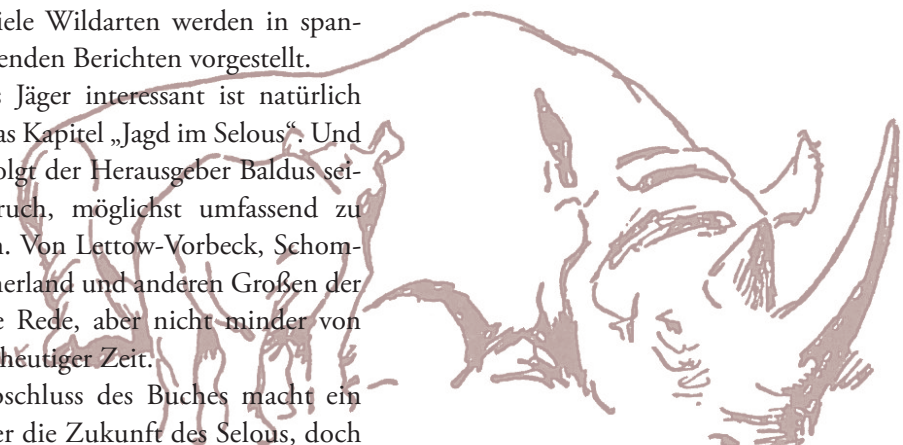 iele Wildarten werden in span-
enden Berichten vorgestellt.
s Jäger interessant ist natürlich
as Kapitel „Jagd im Selous“. Und
olgt der Herausgeber Baldus sei-
ruch, möglichst umfassend zu
n. Von Lettow-Vorbeck, Schom-
erland und anderen Großen der
e Rede, aber nicht minder von
heutiger Zeit.
schluss des Buches macht ein
er die Zukunft des Selous, doch